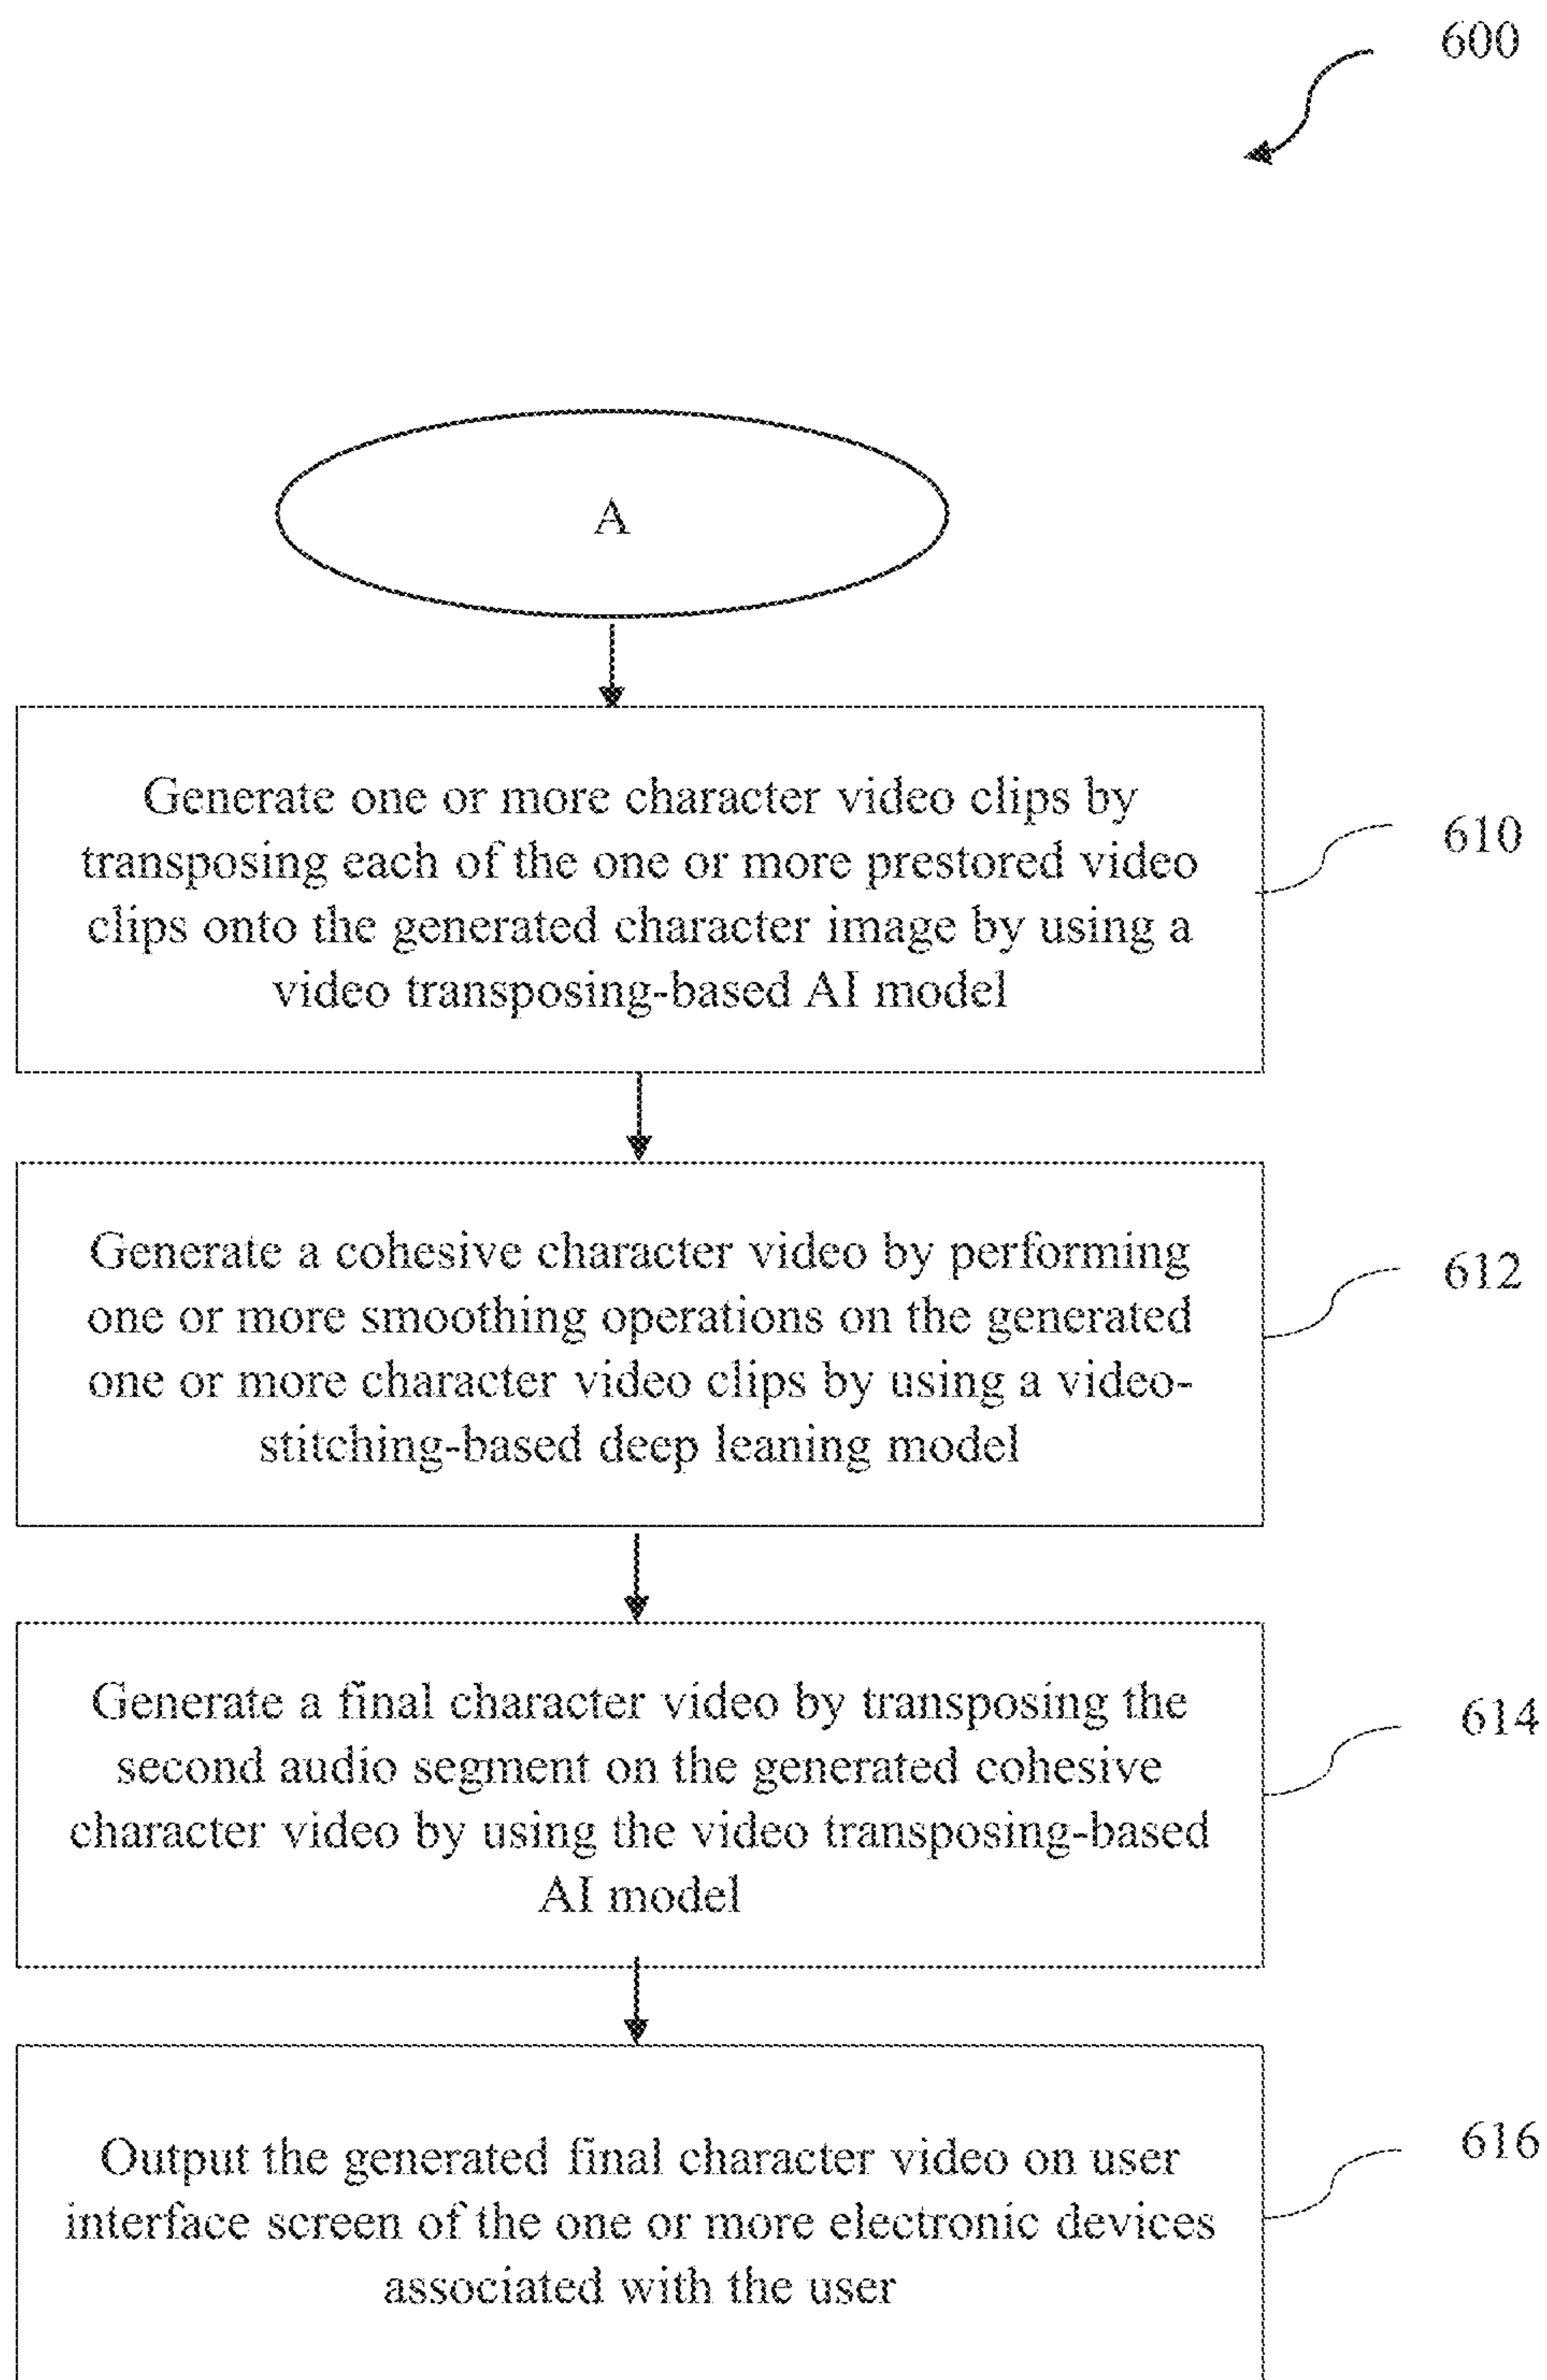 600
A
Generate one or more character video clips by
transposing each of the one or more prestored video
clips onto the generated character image by using a
video transposing-based AI model
610
Generate a cohesive character video by performing
one or more smoothing operations on the generated
one or more character video clips by using a video-
stitching-based deep leaning model
612
Generate a final character video by transposing the
second audio segment on the generated cohesive
character video by using the video transposing-based
AI model
614
Output the generated final character video on user
interface screen of the one or more electronic devices
associated with the user
616